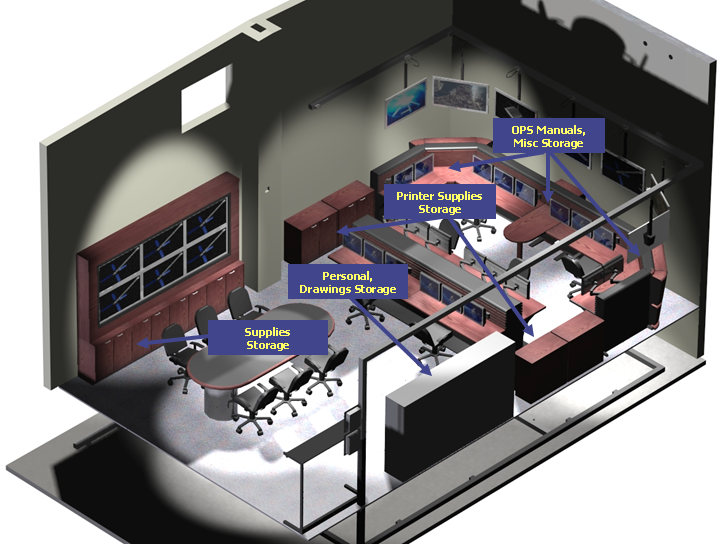 OPS Manuals,
Misc Storage
Printer Supplies
Storage
Personal,
Drawings Storage
Supplies
Storage